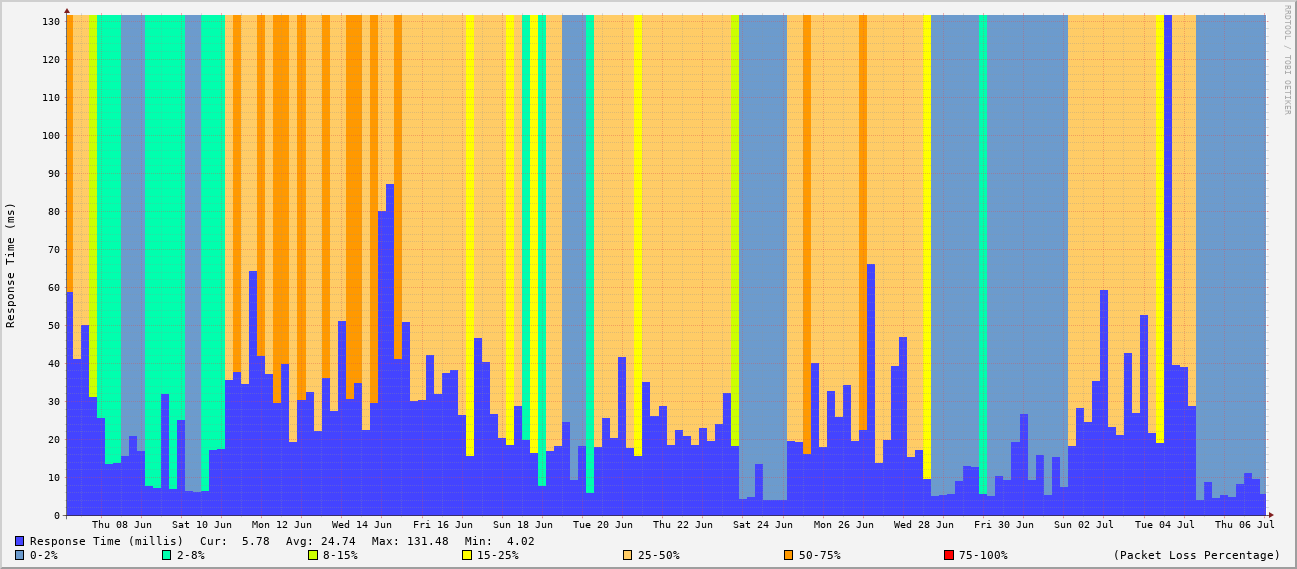 RRDTOOL / TOBI OETIKER
Response Time (ms)
130
120
110
100
90
80
70
60
50
40
30
20
10
0
Thu 08 Jun Sat 10 Jun Mon 12 Jun Wed 14 Jun Fri 16 Jun Sun 18 Jun Tue 20 Jun Thu 22 Jun Sat 24 Jun Mon 26 Jun Wed 28 Jun Fri 30 Jun Sun 02 Jul Tue 04 Jul Thu 06 Jul
Response Time (millis) Cur: 5.78 Avg: 24.74 Max: 131.48 Min: 4.02
0-2% 2-8% 8-15% 15-25% 25-50% 50-75% 75-100% (Packet Loss Percentage)